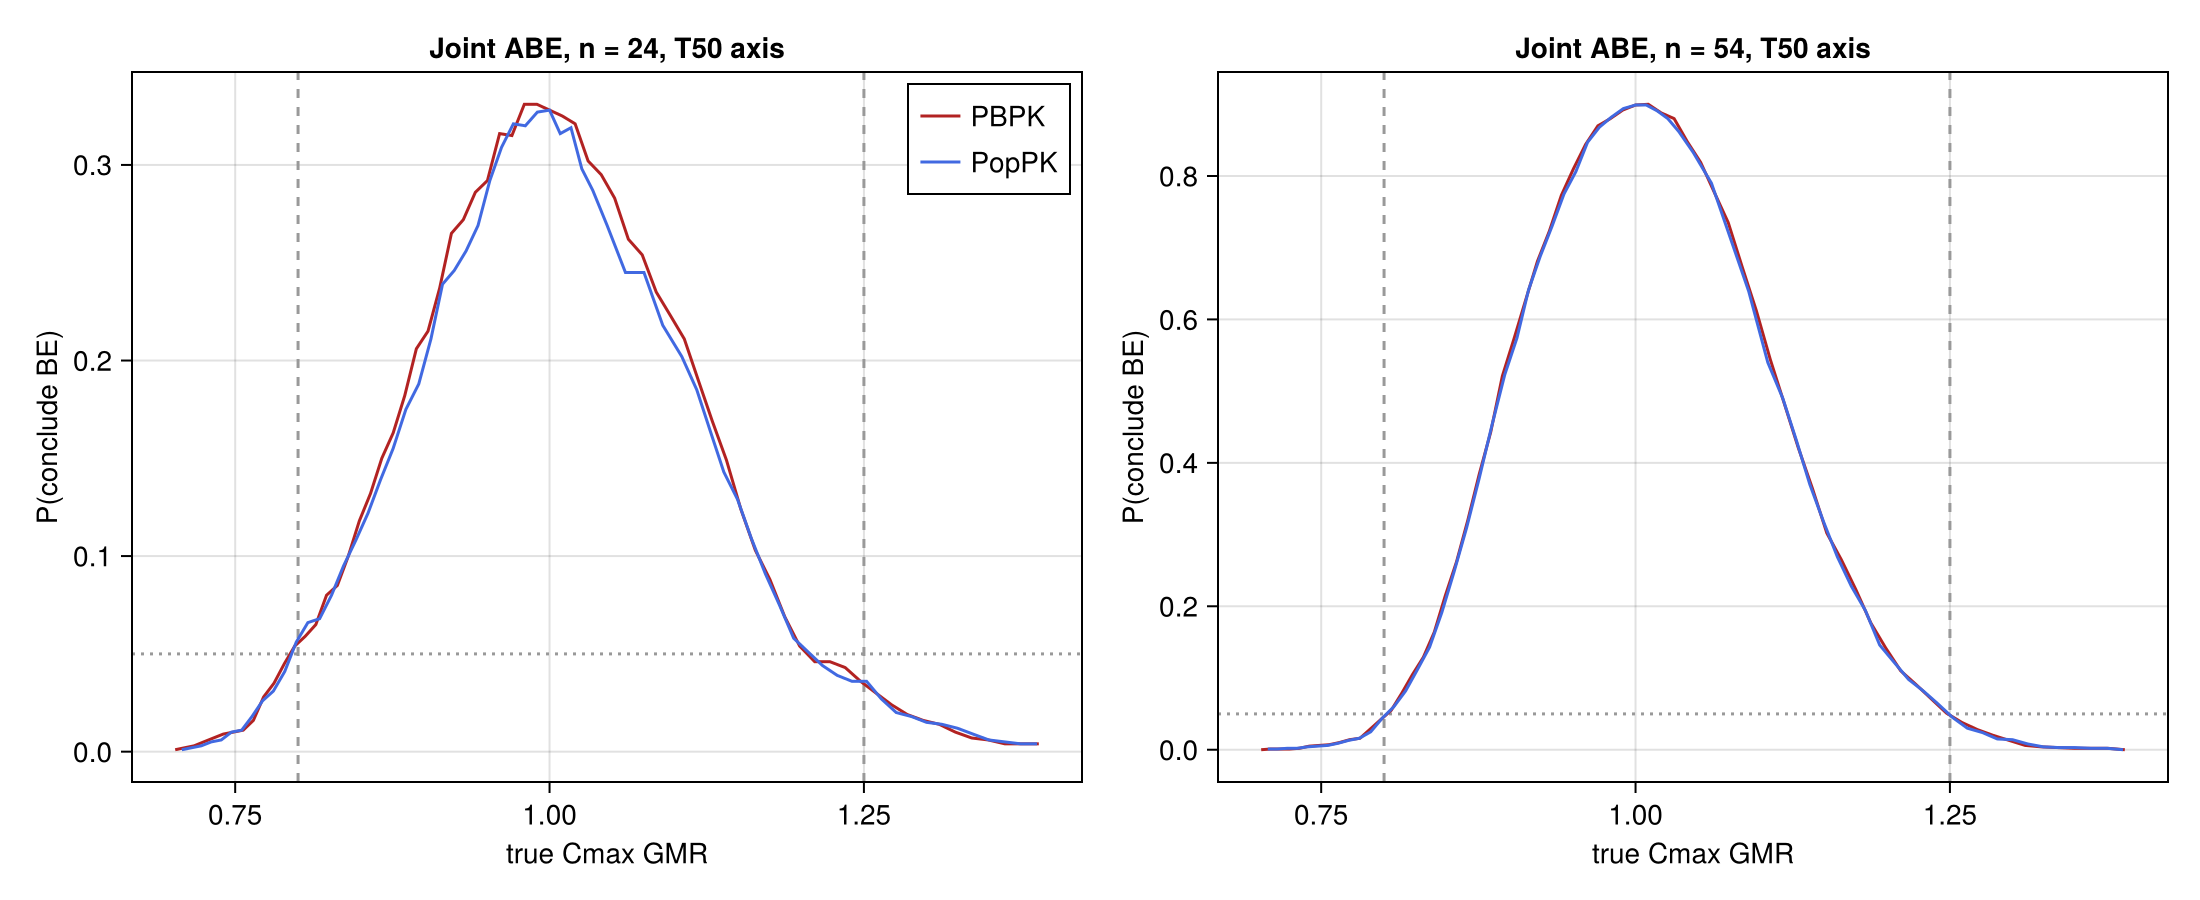 Joint ABE, n = 24, T50 axis
PBPK
PopPK
P(conclude BE)
0.3
0.2
0.1
0.0
0.75
1.00
1.25
true Cmax GMR
Joint ABE, n = 54, T50 axis
P(conclude BE)
0.8
0.6
0.4
0.2
0.0
0.75
1.00
1.25
true Cmax GMR